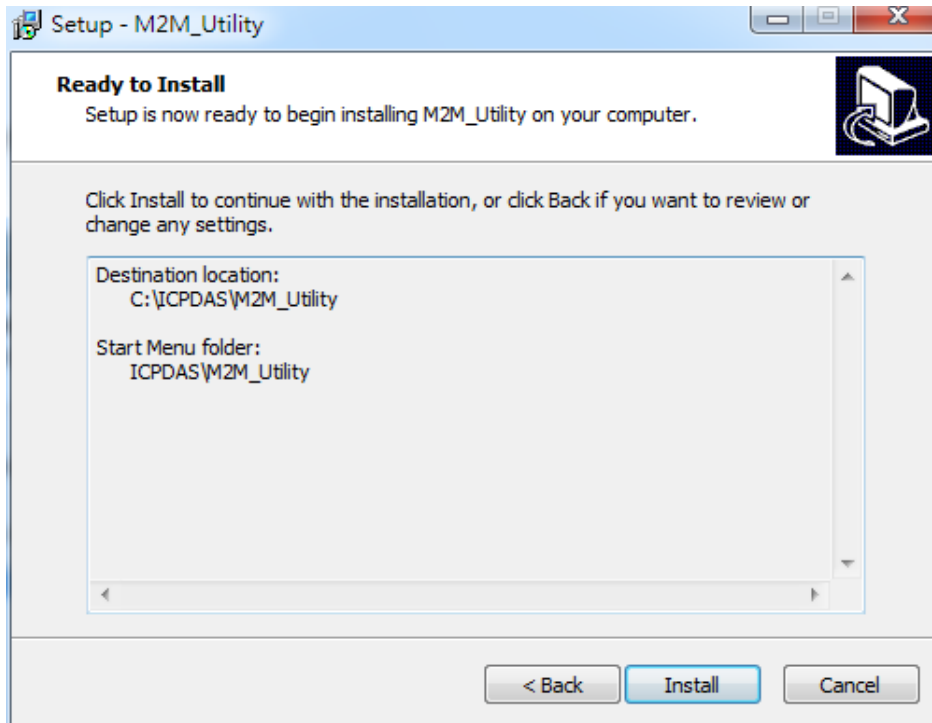 Setup - M2M_Utility
Ready to Install
Setup is now ready to begin installing M2M_Utility on your computer.
Click Install to continue with the installation, or click Back if you want to review or
change any settings.
Destination location:
C:\ICPDAS\M2M_Utility
Start Menu folder:
ICPDAS\M2M_Utility
< Back
Install
Cancel